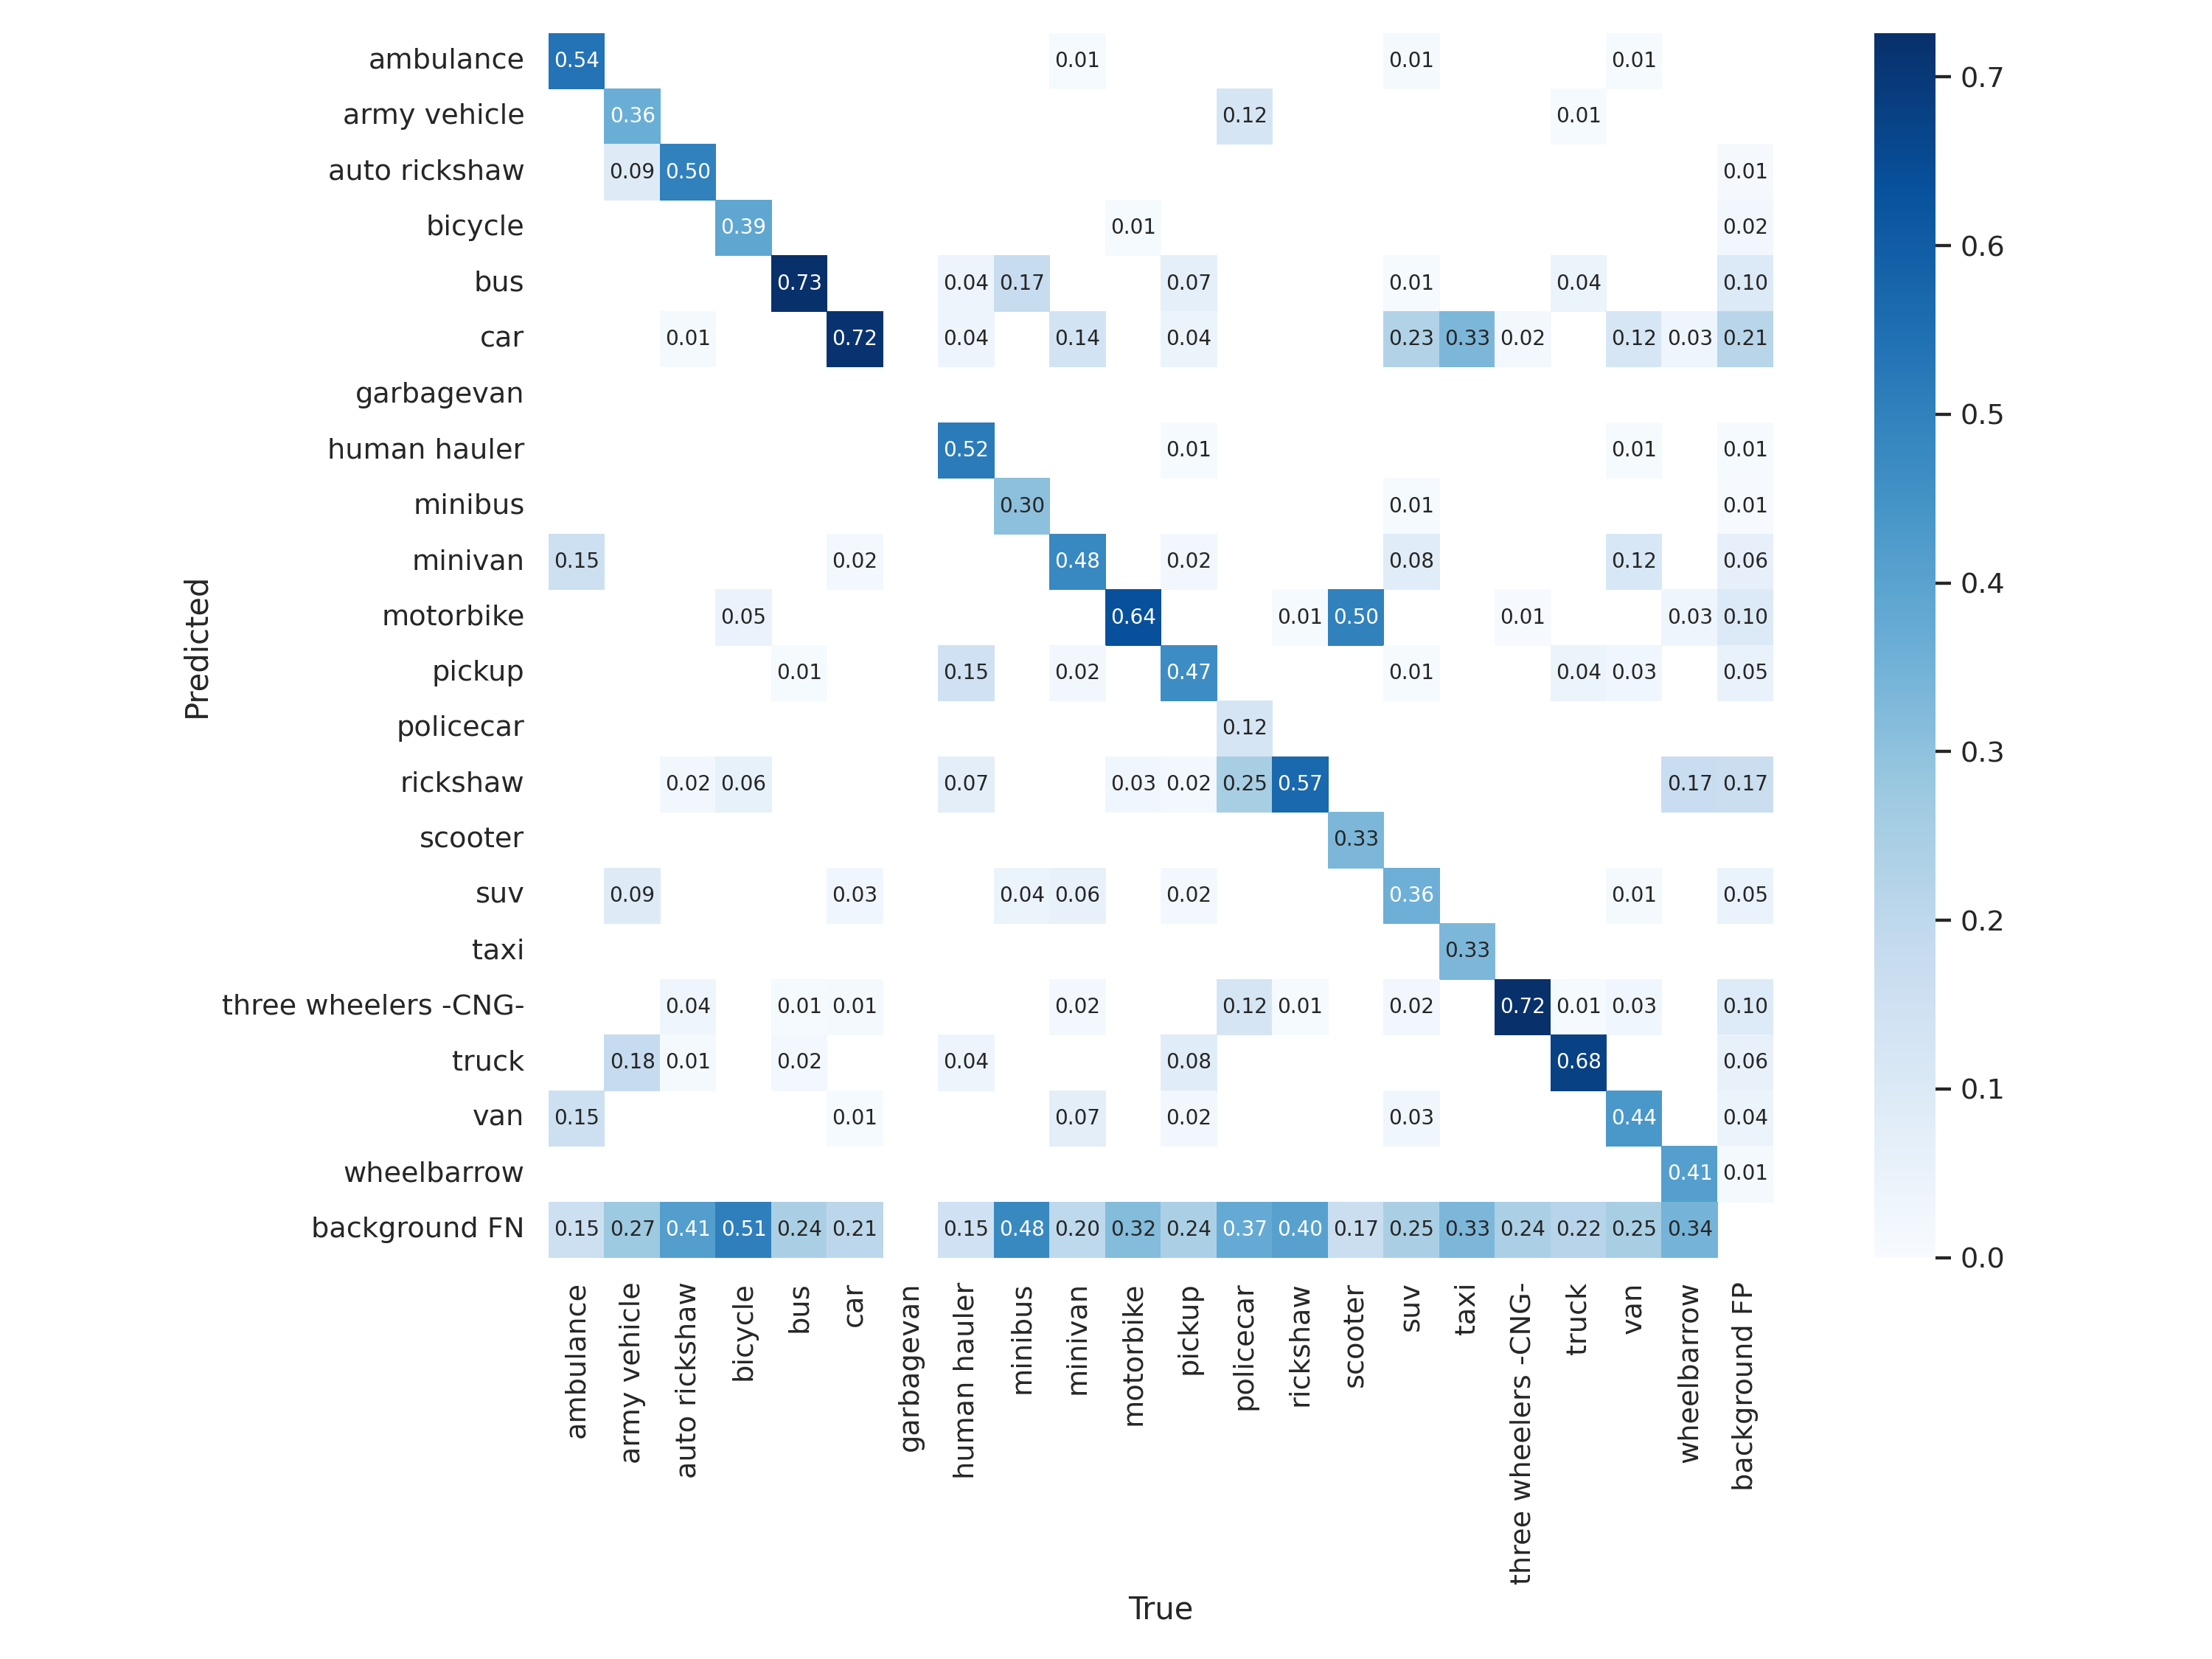 ambulance 0.54 0.01 0.01 0.01
army vehicle 0.36 0.12 0.01
auto rickshaw 0.09 0.50 0.01
bicycle 0.39 0.01 0.02
bus 0.73 0.04 0.17 0.07 0.01 0.04 0.10
car 0.01 0.72 0.04 0.14 0.04 0.23 0.33 0.02 0.12 0.03 0.21
garbagevan
human hauler 0.52 0.01 0.01 0.01
minibus 0.30 0.01 0.01
minivan 0.15 0.02 0.48 0.02 0.08 0.12 0.06
motorbike 0.05 0.64 0.01 0.50 0.01 0.03 0.10
pickup 0.01 0.15 0.02 0.47 0.01 0.04 0.03 0.05
policecar 0.12
rickshaw 0.02 0.06 0.07 0.03 0.02 0.25 0.57 0.17 0.17
scooter 0.33
suv 0.09 0.03 0.04 0.06 0.02 0.36 0.01 0.05
taxi 0.33
three wheelers -CNG- 0.04 0.01 0.01 0.02 0.12 0.01 0.02 0.72 0.01 0.03 0.10
truck 0.18 0.01 0.02 0.04 0.08 0.68 0.06
van 0.15 0.01 0.07 0.02 0.03 0.44 0.04
wheelbarrow 0.41 0.01
background FN 0.15 0.27 0.41 0.51 0.24 0.21 0.15 0.48 0.20 0.32 0.24 0.37 0.40 0.17 0.25 0.33 0.24 0.22 0.25 0.34
Predicted
ambulance
army vehicle
auto rickshaw
bicycle
bus
car
garbagevan
human hauler
minibus
minivan
motorbike
pickup
policecar
rickshaw
scooter
suv
taxi
three wheelers -CNG-
truck
van
wheelbarrow
background FP
True
0.7
0.6
0.5
0.4
0.3
0.2
0.1
0.0